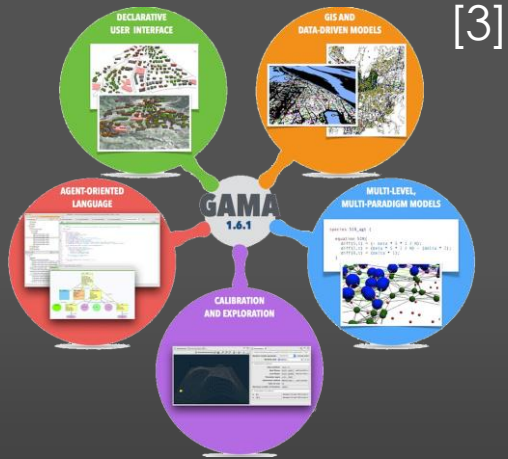 DECLARATIVE
USER INTERFACE
GIS AND
DATA-DRIVEN MODELS
[3]
GAMA
1.6.1
AGENT-ORIENTED
LANGUAGE
MULTI-LEVEL,
MULTI-PARADIGM MODELS
CALIBRATION
AND EXPLORATION